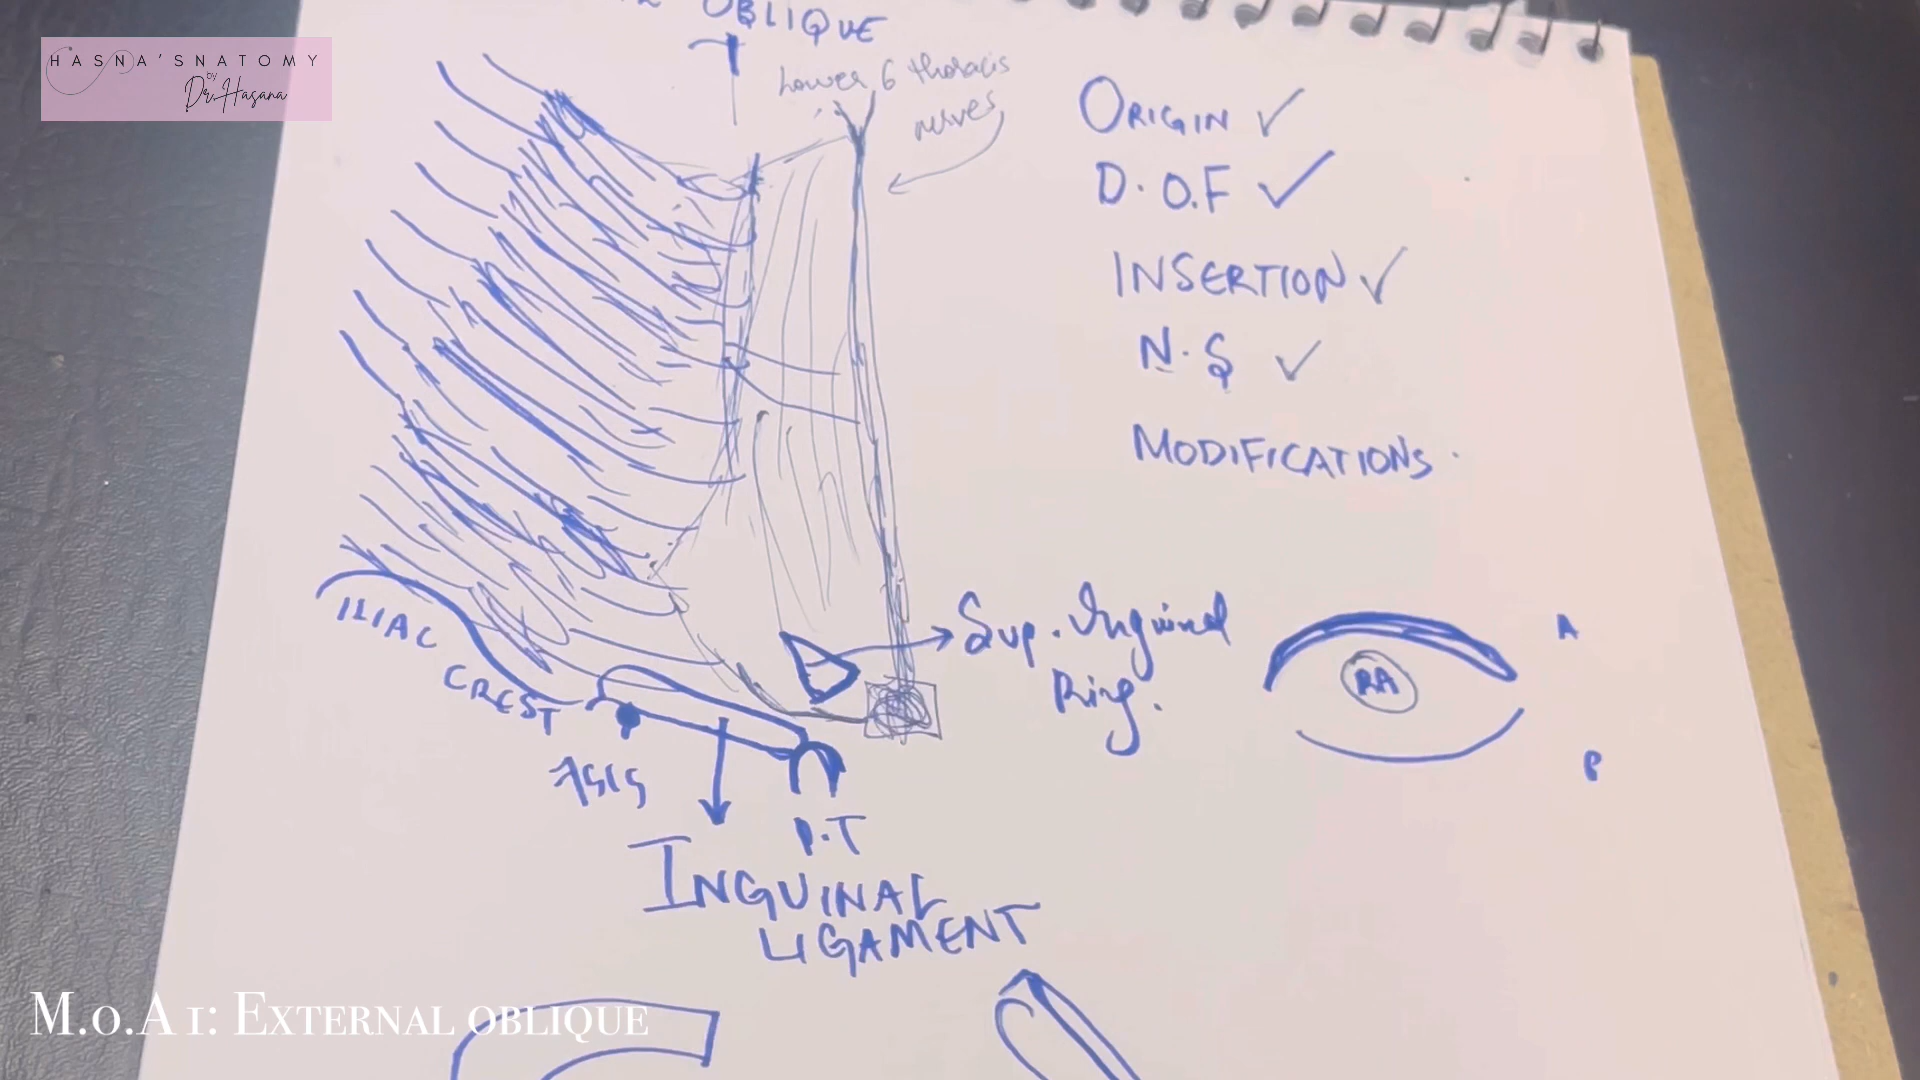 HASNA'SNATOMY
by
Dr.Hasana
OBLIQUE
Lower 6 thoracis
nerves
ORIGIN ✓
D.O.F ✓
INSERTION ✓
N.S ✓
MODIFICATIONS.
ILIAC
CREST
ASIS
P.T
INGUINAL
LIGAMENT
Sup. Inguinal
Ring.
A
RA
P
M.O.A 1: EXTERNAL OBLIQUE